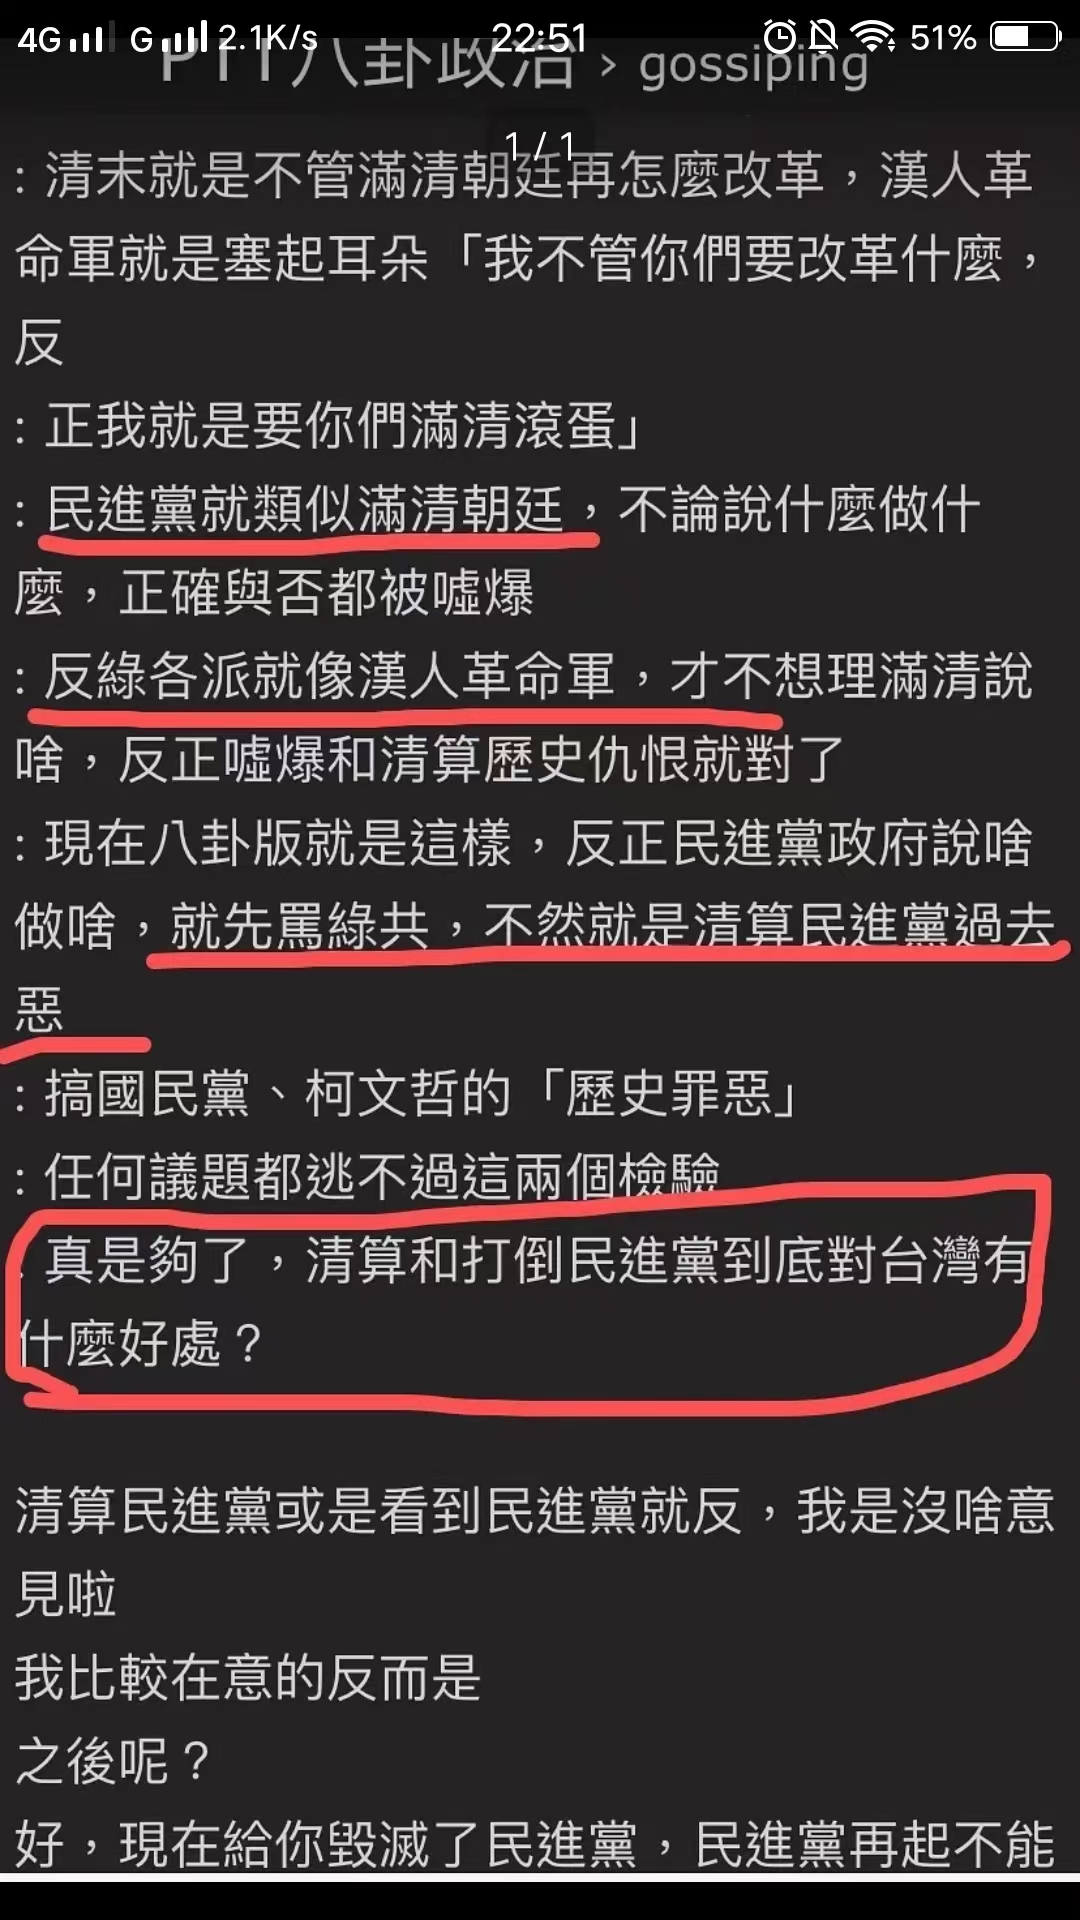 4G G 2.1K/s 22:51 51%
PTT八卦政治 › gossiping
1/1
: 清末就是不管滿清朝廷再怎麼改革，漢人革
命軍就是塞起耳朵「我不管你們要改革什麼，
反
: 正我就是要你們滿清滾蛋」
: 民進黨就類似滿清朝廷，不論說什麼做什
麼，正確與否都被噓爆
: 反綠各派就像漢人革命軍，才不想理滿清說
啥，反正噓爆和清算歷史仇恨就對了
: 現在八卦版就是這樣，反正民進黨政府說啥
做啥，就先罵綠共，不然就是清算民進黨過去
惡
: 搞國民黨、柯文哲的「歷史罪惡」
: 任何議題都逃不過這兩個檢驗
: 真是夠了，清算和打倒民進黨到底對台灣有
什麼好處？
清算民進黨或是看到民進黨就反，我是沒啥意
見啦
我比較在意的反而是
之後呢？
好，現在給你毀滅了民進黨，民進黨再起不能